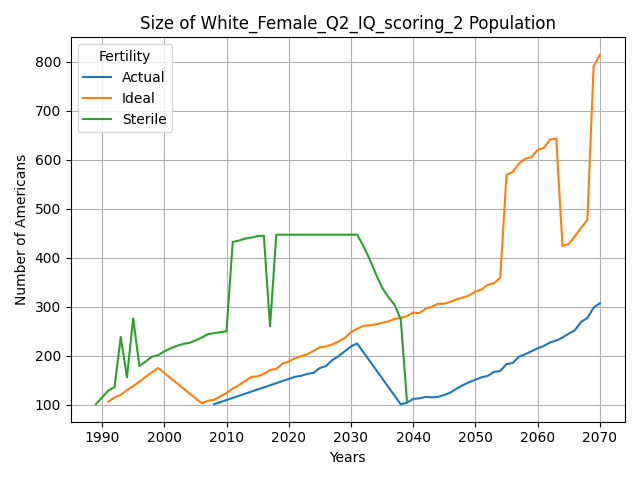 Size of White_Female_Q2_IQ_scoring_2 Population
Fertility
Actual
Ideal
Sterile
Number of Americans
800
700
600
500
400
300
200
100
1990 2000 2010 2020 2030 2040 2050 2060 2070
Years